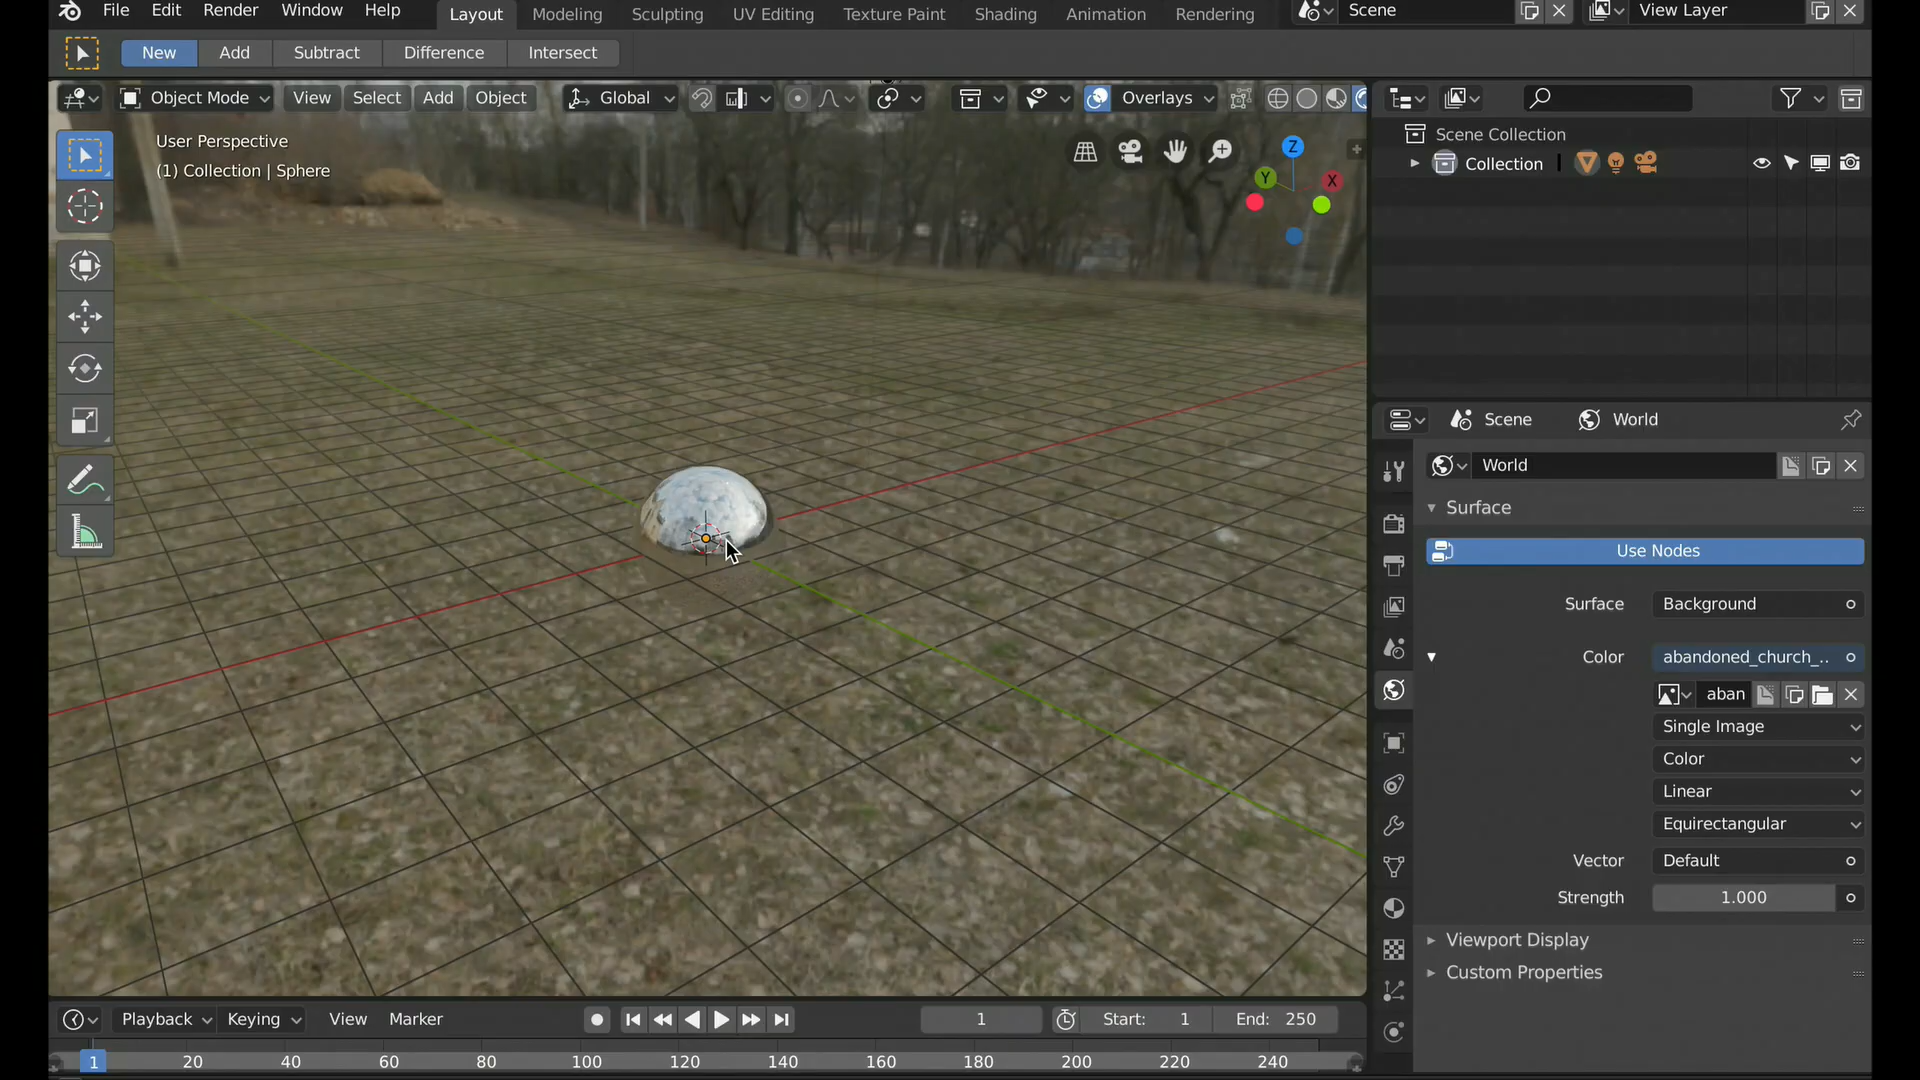 File Edit Render Window Help Layout Modeling Sculpting UV Editing Texture Paint Shading Animation Rendering Scene View Layer
New Add Subtract Difference Intersect
Object Mode View Select Add Object Global Overlays
User Perspective
(1) Collection | Sphere
Z
Y X
Scene Collection
Collection
Scene World
World
Surface
Use Nodes
Surface Background
Color abandoned_church_..
aban
Single Image
Color
Linear
Equirectangular
Vector Default
Strength 1.000
Viewport Display
Custom Properties
Playback Keying View Marker 1 Start: 1 End: 250
1 20 40 60 80 100 120 140 160 180 200 220 240